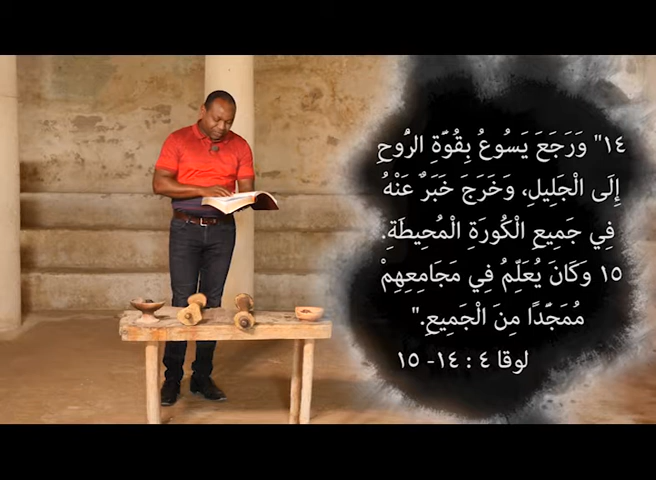 ١٤" وَرَجَعَ يَسُوعُ بِقُوَّةِ الرُّوحِ
إِلَى الْجَلِيلِ، وَخَرَجَ خَبَرٌ عَنْهُ
فِي جَمِيعِ الْكُورَةِ الْمُحِيطَةِ.
١٥ وَكَانَ يُعَلِّمُ فِي مَجَامِعِهِمْ
مُمَجَّدًا مِنَ الْجَمِيعِ."
لوقا ٤ : ١٤- ١٥